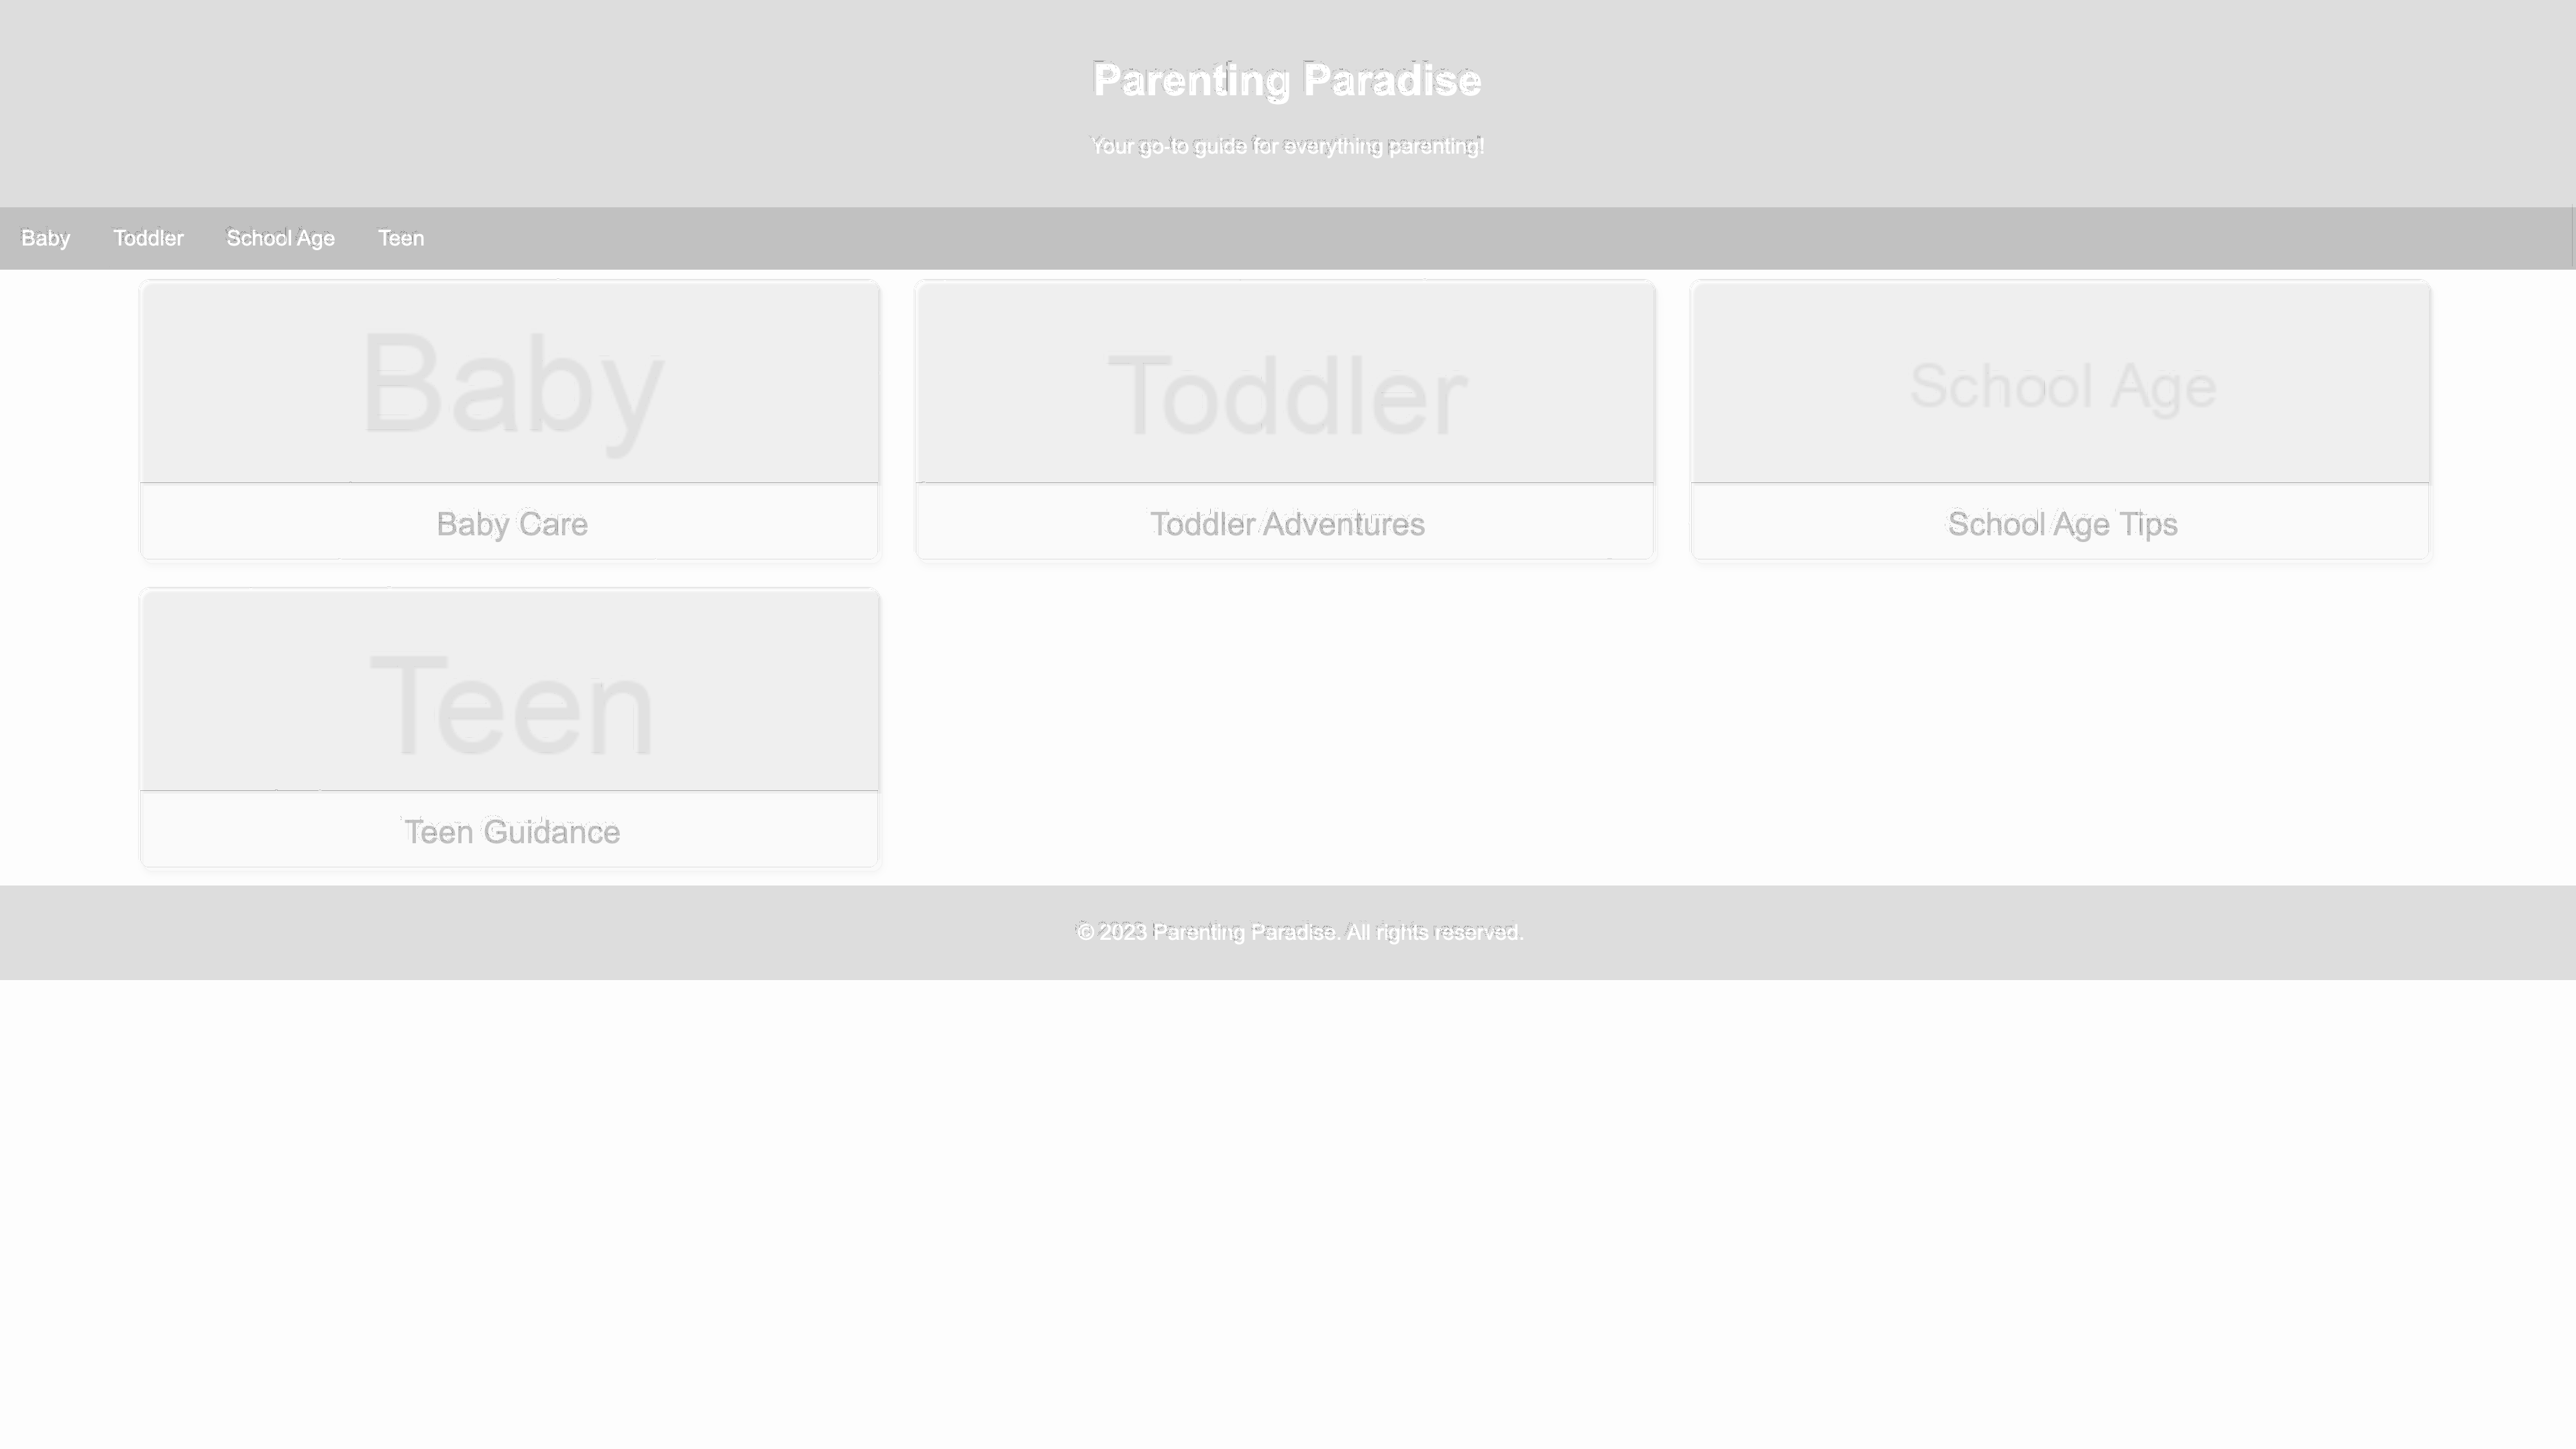 Parenting Paradise
Your go-to guide for everything parenting!
Baby Toddler School Age Teen
Baby
Toddler
School Age
Baby Care
Toddler Adventures
School Age Tips
Teen
Teen Guidance
© 2023 Parenting Paradise. All rights reserved.